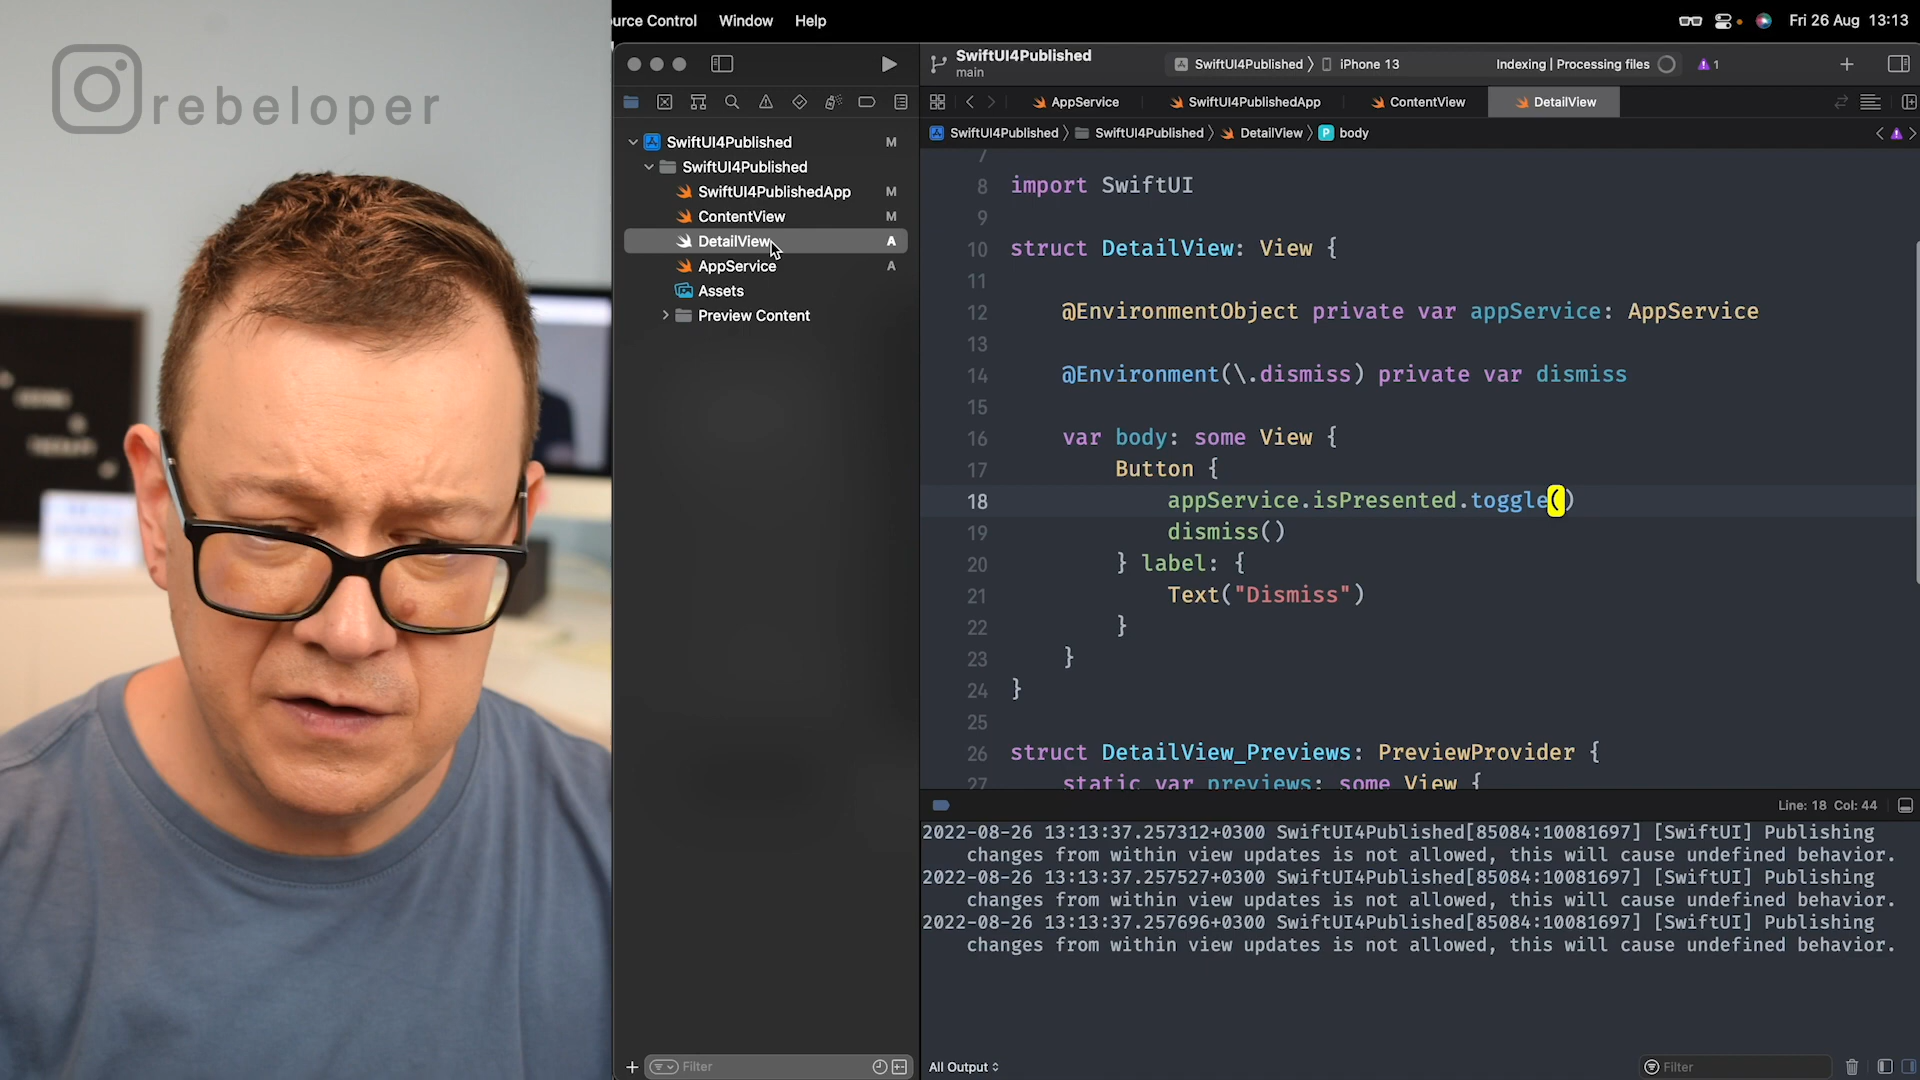 rebeloper
urce Control Window Help
Fri 26 Aug 13:13
SwiftUI4Published
main
SwiftUI4Published 〉 iPhone 13
Indexing | Processing files
1
AppService
SwiftUI4PublishedApp
ContentView
DetailView
SwiftUI4Published 〉 SwiftUI4Published 〉 DetailView 〉 P body
SwiftUI4Published M
SwiftUI4Published
SwiftUI4PublishedApp M
ContentView M
DetailView A
AppService A
Assets
Preview Content
7
8 import SwiftUI
9
10 struct DetailView: View {
11
12 @EnvironmentObject private var appService: AppService
13
14 @Environment(\.dismiss) private var dismiss
15
16 var body: some View {
17 Button {
18 appService.isPresented.toggle()
19 dismiss()
20 } label: {
21 Text("Dismiss")
22 }
23 }
24 }
25
26 struct DetailView_Previews: PreviewProvider {
27 static var previews: some View {
Line: 18 Col: 44
2022-08-26 13:13:37.257312+0300 SwiftUI4Published[85084:10081697] [SwiftUI] Publishing
changes from within view updates is not allowed, this will cause undefined behavior.
2022-08-26 13:13:37.257527+0300 SwiftUI4Published[85084:10081697] [SwiftUI] Publishing
changes from within view updates is not allowed, this will cause undefined behavior.
2022-08-26 13:13:37.257696+0300 SwiftUI4Published[85084:10081697] [SwiftUI] Publishing
changes from within view updates is not allowed, this will cause undefined behavior.
Filter
All Output
Filter